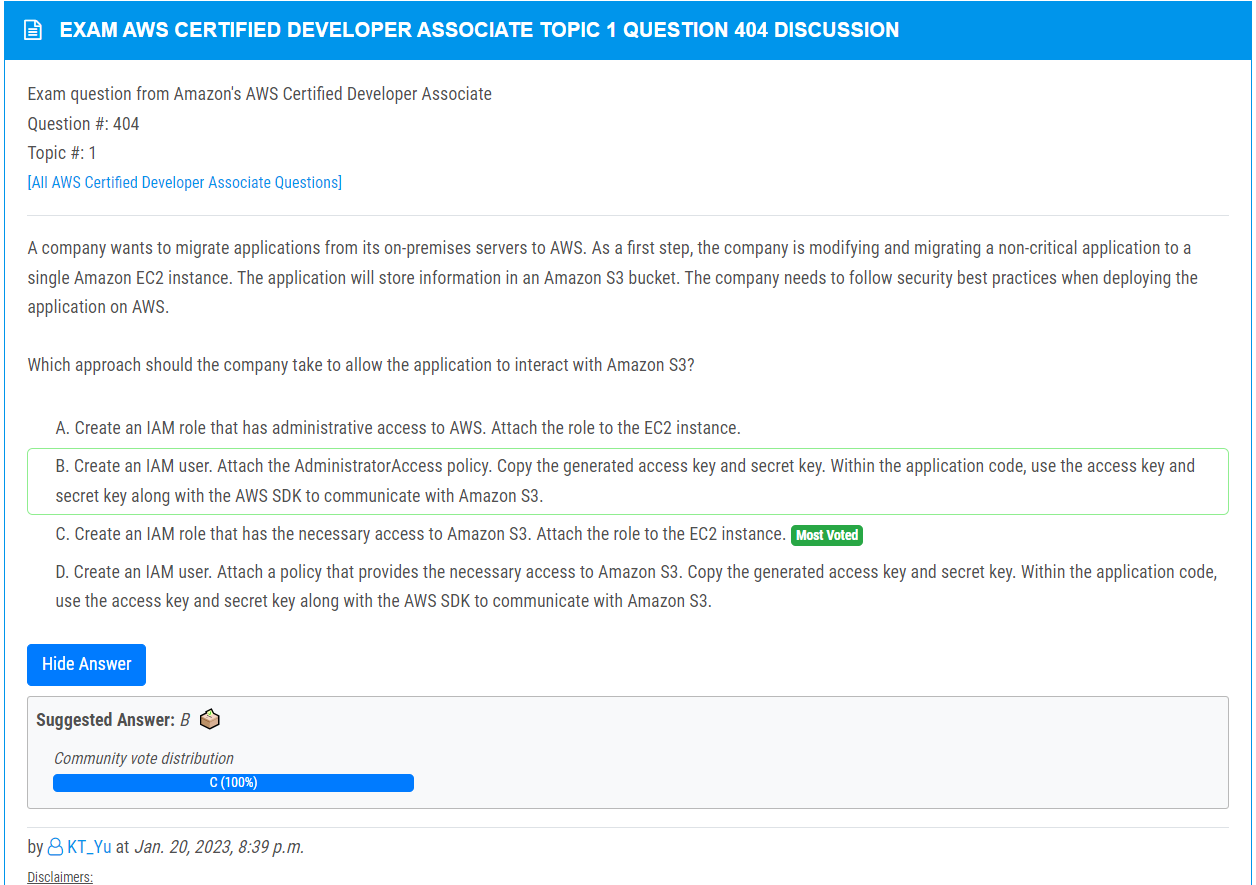 EXAM AWS CERTIFIED DEVELOPER ASSOCIATE TOPIC 1 QUESTION 404 DISCUSSION
Exam question from Amazon's AWS Certified Developer Associate
Question #: 404
Topic #: 1
[All AWS Certified Developer Associate Questions]
A company wants to migrate applications from its on-premises servers to AWS. As a first step, the company is modifying and migrating a non-critical application to a
single Amazon EC2 instance. The application will store information in an Amazon S3 bucket. The company needs to follow security best practices when deploying the
application on AWS.
Which approach should the company take to allow the application to interact with Amazon S3?
A. Create an IAM role that has administrative access to AWS. Attach the role to the EC2 instance.
B. Create an IAM user. Attach the AdministratorAccess policy. Copy the generated access key and secret key. Within the application code, use the access key and
secret key along with the AWS SDK to communicate with Amazon S3.
C. Create an IAM role that has the necessary access to Amazon S3. Attach the role to the EC2 instance. Most Voted
D. Create an IAM user. Attach a policy that provides the necessary access to Amazon S3. Copy the generated access key and secret key. Within the application code,
use the access key and secret key along with the AWS SDK to communicate with Amazon S3.
Hide Answer
Suggested Answer: B
Community vote distribution
C (100%)
by KT_Yu at Jan. 20, 2023, 8:39 p.m.
Disclaimers: